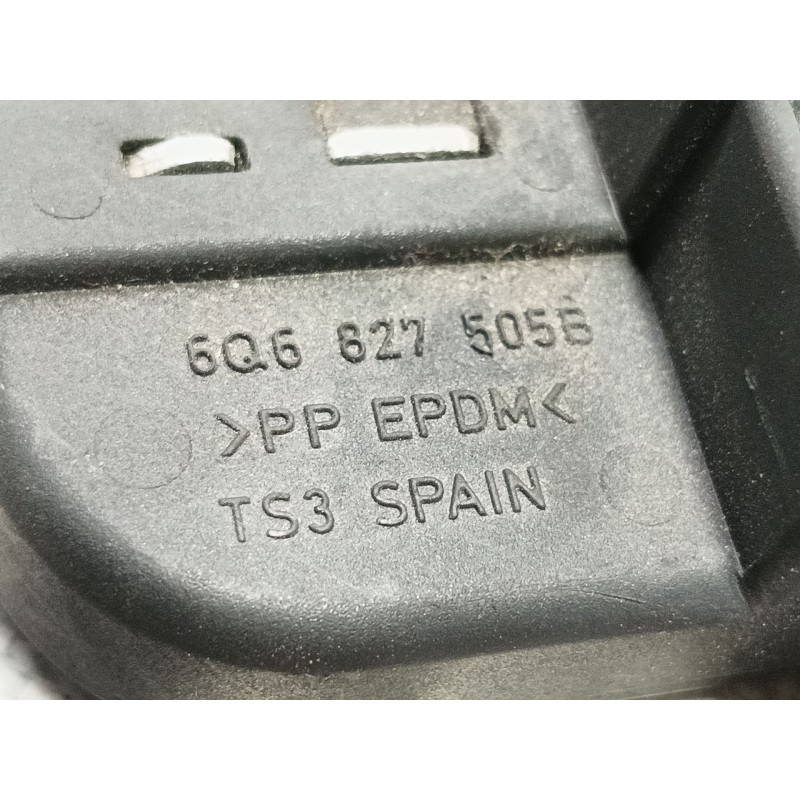 6Q6 827 505B
>PP EPDM<
TS3 SPAIN